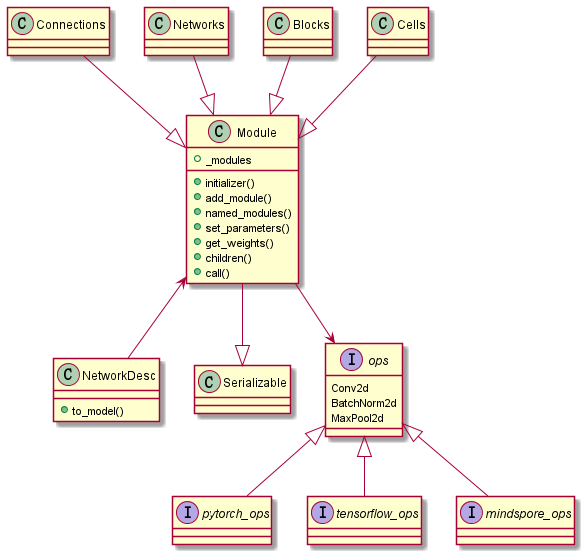 C Connections
C Networks
C Blocks
C Cells
C Module
_modules
initializer()
add_module()
named_modules()
set_parameters()
get_weights()
children()
call()
C NetworkDesc
to_model()
C Serializable
I ops
Conv2d
BatchNorm2d
MaxPool2d
I pytorch_ops
I tensorflow_ops
I mindspore_ops